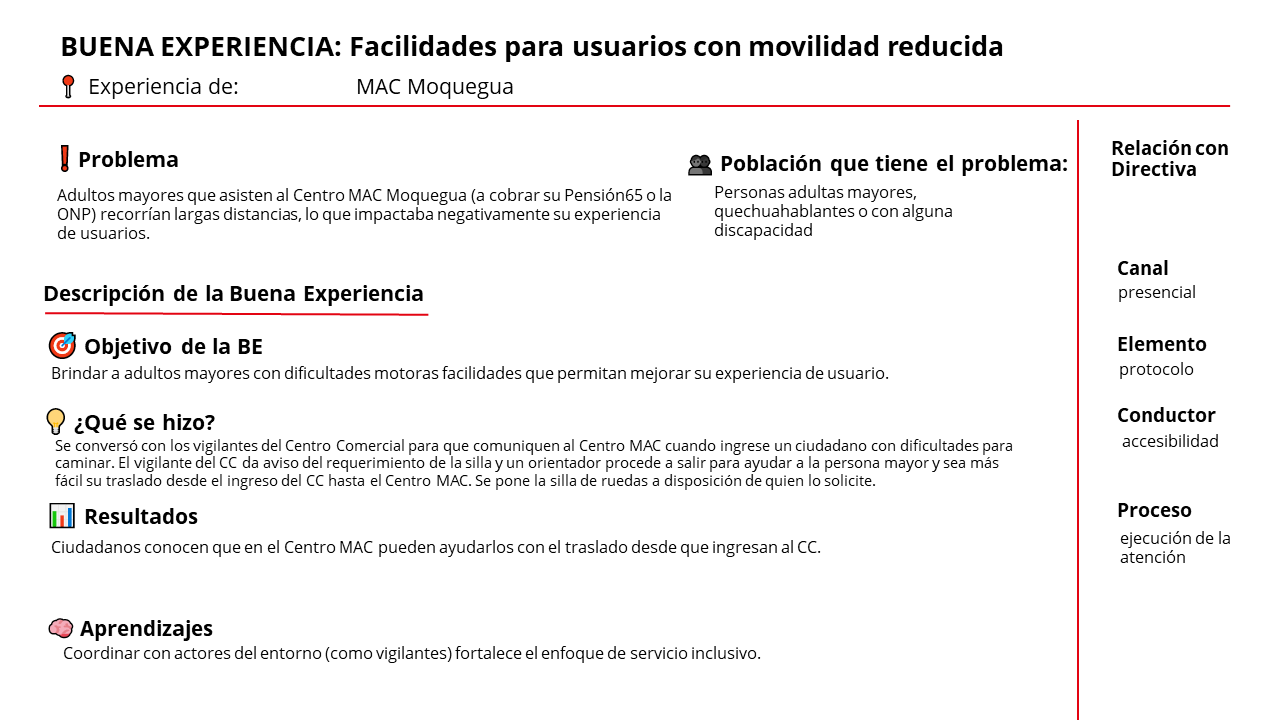 BUENA EXPERIENCIA: Facilidades para usuarios con movilidad reducida
Experiencia de: MAC Moquegua
Problema
Adultos mayores que asisten al Centro MAC Moquegua (a cobrar su Pensión65 o la
ONP) recorrían largas distancias, lo que impactaba negativamente su experiencia
de usuarios.
Población que tiene el problema:
Personas adultas mayores,
quechuahablantes o con alguna
discapacidad
Descripción de la Buena Experiencia
Objetivo de la BE
Brindar a adultos mayores con dificultades motoras facilidades que permitan mejorar su experiencia de usuario.
¿Qué se hizo?
Se conversó con los vigilantes del Centro Comercial para que comuniquen al Centro MAC cuando ingrese un ciudadano con dificultades para
caminar. El vigilante del CC da aviso del requerimiento de la silla y un orientador procede a salir para ayudar a la persona mayor y sea más
fácil su traslado desde el ingreso del CC hasta el Centro MAC. Se pone la silla de ruedas a disposición de quien lo solicite.
Resultados
Ciudadanos conocen que en el Centro MAC pueden ayudarlos con el traslado desde que ingresan al CC.
Aprendizajes
Coordinar con actores del entorno (como vigilantes) fortalece el enfoque de servicio inclusivo.
Relación con
Directiva
Canal
presencial
Elemento
protocolo
Conductor
accesibilidad
Proceso
ejecución de la
atención